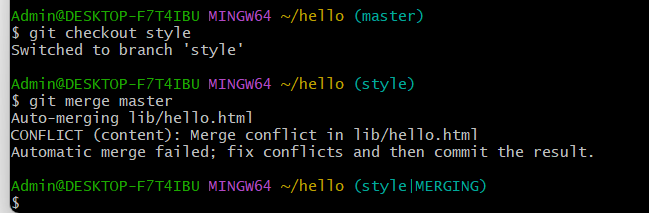 Admin@DESKTOP-F7T4IBU MINGW64 ~/hello (master)
$ git checkout style
Switched to branch 'style'
Admin@DESKTOP-F7T4IBU MINGW64 ~/hello (style)
$ git merge master
Auto-merging lib/hello.html
CONFLICT (content): Merge conflict in lib/hello.html
Automatic merge failed; fix conflicts and then commit the result.
Admin@DESKTOP-F7T4IBU MINGW64 ~/hello (style|MERGING)
$